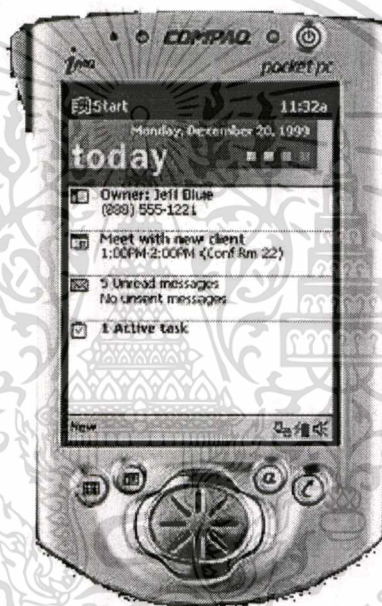 COMPAQ
iPAQ pocket pc
Start 11:32a
Monday, December 20, 1999
today
Owner: Jeff Blue
(888) 555-1221
Meet with new client
1:00PM-2:00PM (Conf Rm 22)
5 Unread messages
No unsent messages
1 Active task
New